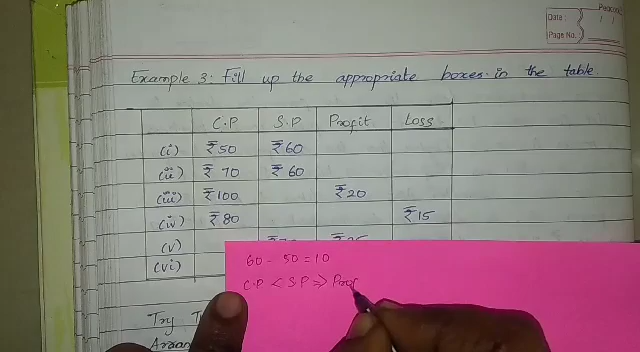 Date : / /
Page No.
Example 3: Fill up the appropriate boxes in the table
C.P S.P Profit Loss
(i) ₹50 ₹60
(ii) ₹70 ₹60
(iii) ₹100 ₹20
(iv) ₹80 ₹15
(v)
(vi)
60 - 50 = 10
C.P < S.P ⇒ Prof
Try